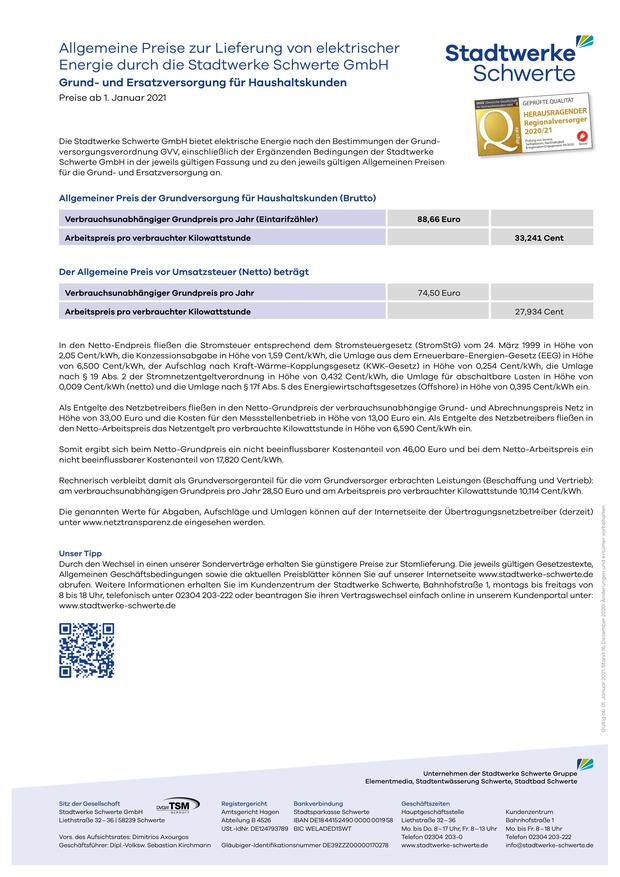 Allgemeine Preise zur Lieferung von elektrischer
Energie durch die Stadtwerke Schwerte GmbH
Grund- und Ersatzversorgung für Haushaltskunden
Preise ab 1. Januar 2021
Stadtwerke
Schwerte
GEPRÜFTE QUALITÄT
HERAUSRAGENDER
Regionalversorger
2020/21
Die Stadtwerke Schwerte GmbH bietet elektrische Energie nach den Bestimmungen der Grund-
versorgungsverordnung GVV, einschließlich der Ergänzenden Bedingungen der Stadtwerke
Schwerte GmbH in der jeweils gültigen Fassung und zu den jeweils gültigen Allgemeinen Preisen
für die Grund- und Ersatzversorgung an.
Allgemeiner Preis der Grundversorgung für Haushaltskunden (Brutto)
Verbrauchsunabhängiger Grundpreis pro Jahr (Eintarifzähler) 88,66 Euro
Arbeitspreis pro verbrauchter Kilowattstunde 33,241 Cent
Der Allgemeine Preis vor Umsatzsteuer (Netto) beträgt
Verbrauchsunabhängiger Grundpreis pro Jahr 74,50 Euro
Arbeitspreis pro verbrauchter Kilowattstunde 27,934 Cent
In den Netto-Endpreis fließen die Stromsteuer entsprechend dem Stromsteuergesetz (StromStG) vom 24. März 1999 in Höhe von
2,05 Cent/kWh, die Konzessionsabgabe in Höhe von 1,59 Cent/kWh, die Umlage aus dem Erneuerbare-Energien-Gesetz (EEG) in Höhe
von 6,500 Cent/kWh, der Aufschlag nach Kraft-Wärme-Kopplungsgesetz (KWK-Gesetz) in Höhe von 0,254 Cent/kWh, die Umlage
nach § 19 Abs. 2 der Stromnetzentgeltverordnung in Höhe von 0,432 Cent/kWh, die Umlage für abschaltbare Lasten in Höhe von
0,009 Cent/kWh (netto) und die Umlage nach § 17f Abs. 5 des Energiewirtschaftsgesetzes (Offshore) in Höhe von 0,395 Cent/kWh ein.
Als Entgelte des Netzbetreibers fließen in den Netto-Grundpreis der verbrauchsunabhängige Grund- und Abrechnungspreis Netz in
Höhe von 33,00 Euro und die Kosten für den Messstellenbetrieb in Höhe von 13,00 Euro ein. Als Entgelte des Netzbetreibers fließen in
den Netto-Arbeitspreis das Netzentgelt pro verbrauchte Kilowattstunde in Höhe von 6,590 Cent/kWh ein.
Somit ergibt sich beim Netto-Grundpreis ein nicht beeinflussbarer Kostenanteil von 46,00 Euro und bei dem Netto-Arbeitspreis ein
nicht beeinflussbarer Kostenanteil von 17,820 Cent/kWh.
Rechnerisch verbleibt damit als Grundversorgeranteil für die vom Grundversorger erbrachten Leistungen (Beschaffung und Vertrieb):
am verbrauchsunabhängigen Grundpreis pro Jahr 28,50 Euro und am Arbeitspreis pro verbrauchter Kilowattstunde 10,114 Cent/kWh.
Die genannten Werte für Abgaben, Aufschläge und Umlagen können auf der Internetseite der Übertragungsnetzbetreiber (derzeit)
unter www.netztransparenz.de eingesehen werden.
Unser Tipp
Durch den Wechsel in einen unserer Sonderverträge erhalten Sie günstigere Preise zur Stromlieferung. Die jeweils gültigen Gesetzestexte,
Allgemeinen Geschäftsbedingungen sowie die aktuellen Preisblätter können Sie auf unserer Internetseite www.stadtwerke-schwerte.de
abrufen. Weitere Informationen erhalten Sie im Kundenzentrum der Stadtwerke Schwerte, Bahnhofstraße 1, montags bis freitags von
8 bis 18 Uhr, telefonisch unter 02304 203-222 oder beantragen Sie ihren Vertragswechsel einfach online in unserem Kundenportal unter:
www.stadtwerke-schwerte.de
Gültig ab: 01. Januar 2021. Stand: 16. Dezember 2020. Änderungen und Irrtümer vorbehalten.
Unternehmen der Stadtwerke Schwerte Gruppe
Elementmedia, Stadtentwässerung Schwerte, Stadtbad Schwerte
Sitz der Gesellschaft
Stadtwerke Schwerte GmbH
Liethstraße 32–36 | 58239 Schwerte
Vors. des Aufsichtsrates: Dimitrios Axourgos
Geschäftsführer: Dipl.-Volksw. Sebastian Kirchmann
DVGW TSM
GEPRÜFT
Registergericht
Amtsgericht Hagen
Abteilung B 4526
USt.-IdNr. DE124793789
Bankverbindung
Stadtsparkasse Schwerte
IBAN DE18 4415 2490 0000 0019 58
BIC WELADED1SWT
Gläubiger-Identifikationsnummer DE39ZZZ00000170278
Geschäftszeiten
Hauptgeschäftsstelle
Liethstraße 32–36
Mo. bis Do. 8–17 Uhr, Fr. 8–13 Uhr
Telefon 02304 203-0
www.stadtwerke-schwerte.de
Kundenzentrum
Bahnhofstraße 1
Mo. bis Fr. 8–18 Uhr
Telefon 02304 203-222
info@stadtwerke-schwerte.de